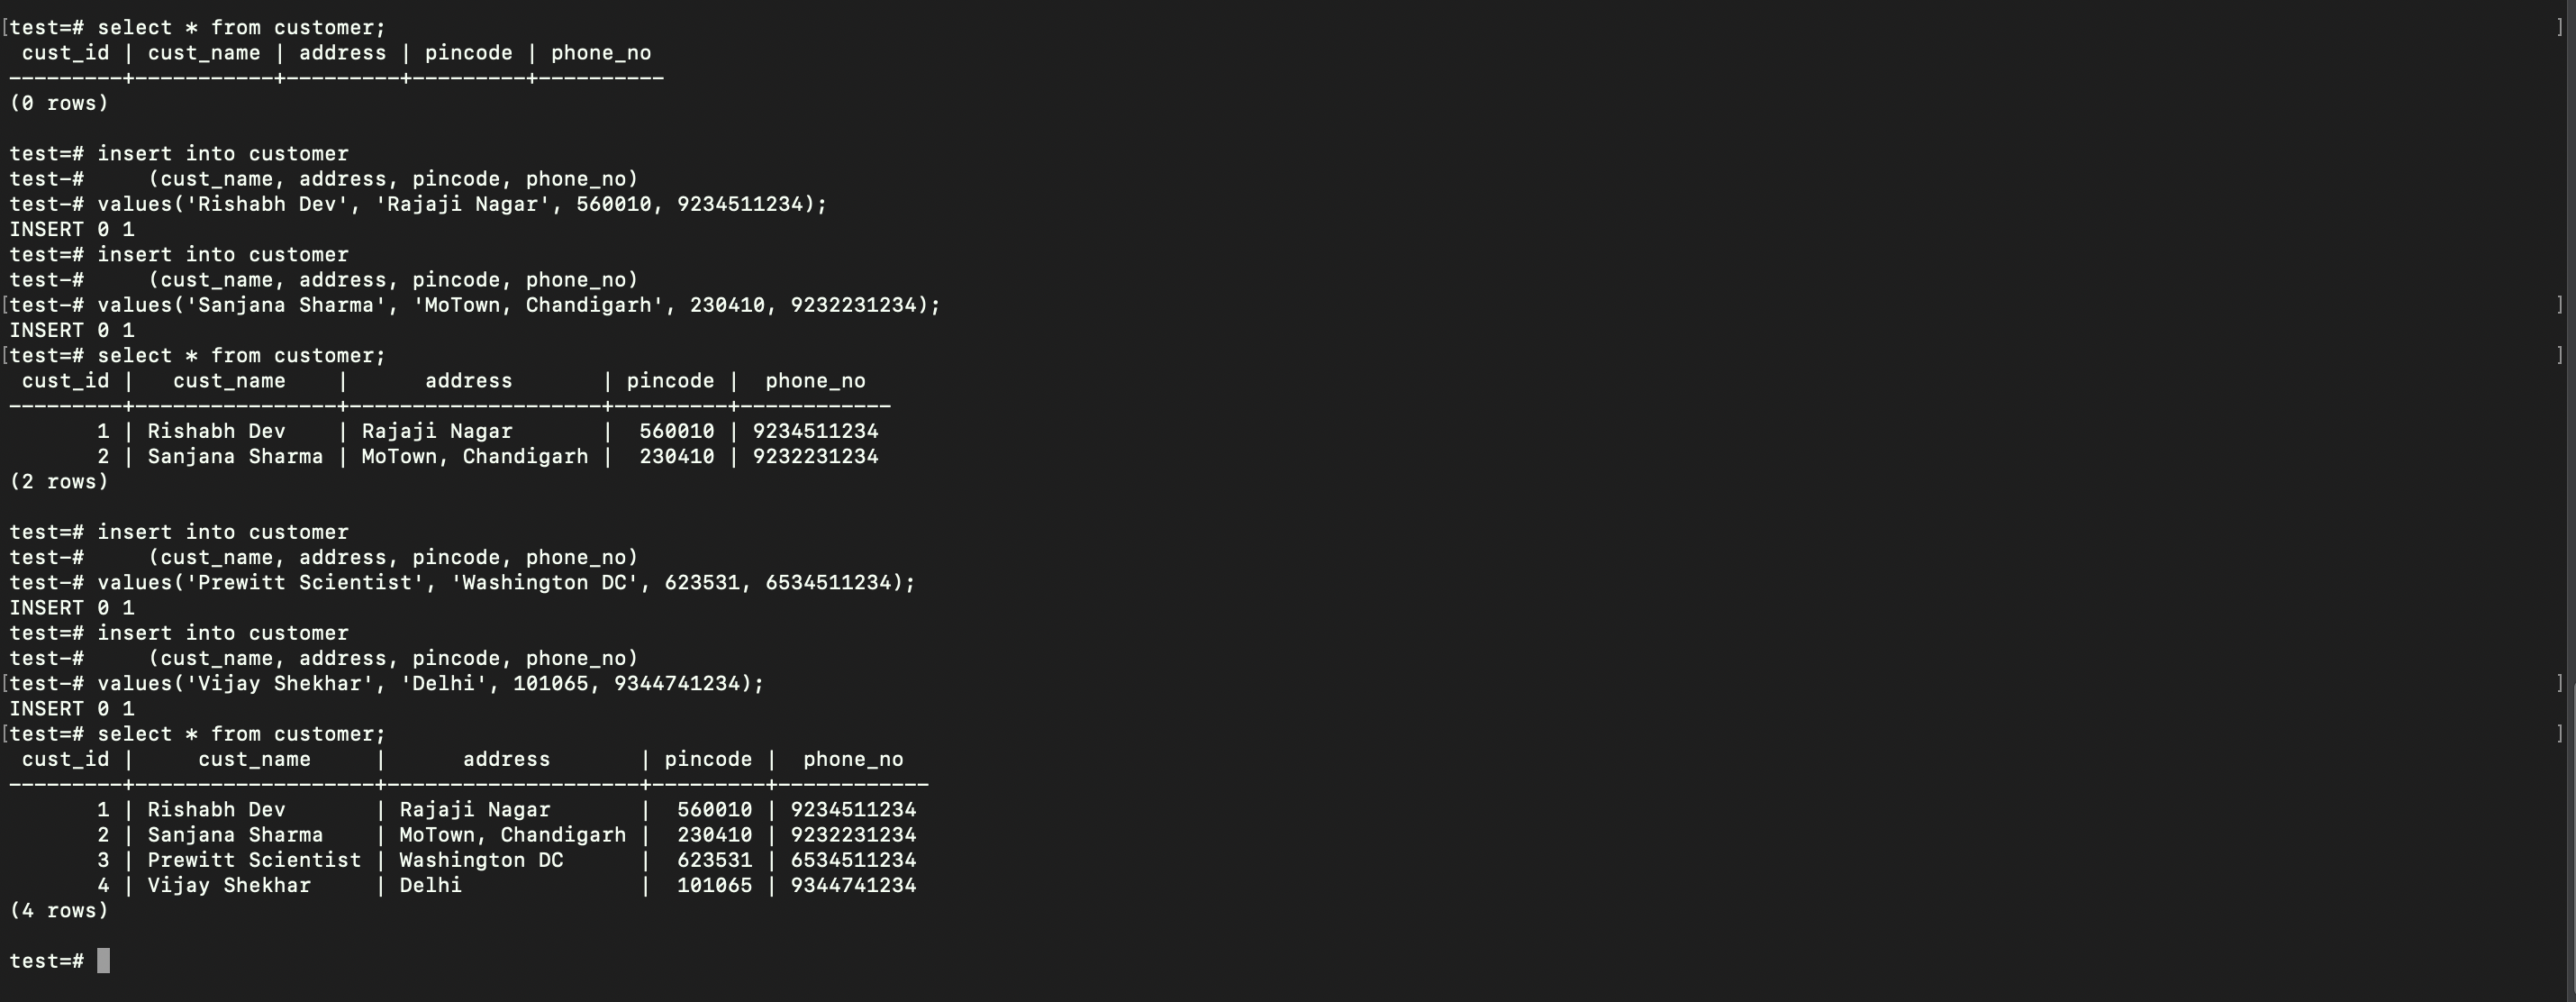 [test=# select * from customer; ]
 cust_id | cust_name | address | pincode | phone_no
---------+-----------+---------+---------+----------
(0 rows)

test=# insert into customer
test-#     (cust_name, address, pincode, phone_no)
test-# values('Rishabh Dev', 'Rajaji Nagar', 560010, 9234511234);
INSERT 0 1
test=# insert into customer
test-#     (cust_name, address, pincode, phone_no)
[test-# values('Sanjana Sharma', 'MoTown, Chandigarh', 230410, 9232231234); ]
INSERT 0 1
[test=# select * from customer; ]
 cust_id |   cust_name    |      address       | pincode |  phone_no
---------+----------------+--------------------+---------+------------
       1 | Rishabh Dev    | Rajaji Nagar       |  560010 | 9234511234
       2 | Sanjana Sharma | MoTown, Chandigarh |  230410 | 9232231234
(2 rows)

test=# insert into customer
test-#     (cust_name, address, pincode, phone_no)
test-# values('Prewitt Scientist', 'Washington DC', 623531, 6534511234);
INSERT 0 1
test=# insert into customer
test-#     (cust_name, address, pincode, phone_no)
[test-# values('Vijay Shekhar', 'Delhi', 101065, 9344741234); ]
INSERT 0 1
[test=# select * from customer; ]
 cust_id |     cust_name     |      address       | pincode |  phone_no
---------+-------------------+--------------------+---------+------------
       1 | Rishabh Dev       | Rajaji Nagar       |  560010 | 9234511234
       2 | Sanjana Sharma    | MoTown, Chandigarh |  230410 | 9232231234
       3 | Prewitt Scientist | Washington DC      |  623531 | 6534511234
       4 | Vijay Shekhar     | Delhi              |  101065 | 9344741234
(4 rows)

test=#